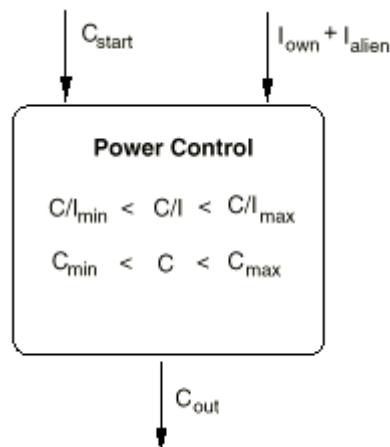 C_start
I_own + I_alien
Power Control
C/I_min < C/I < C/I_max
C_min < C < C_max
C_out